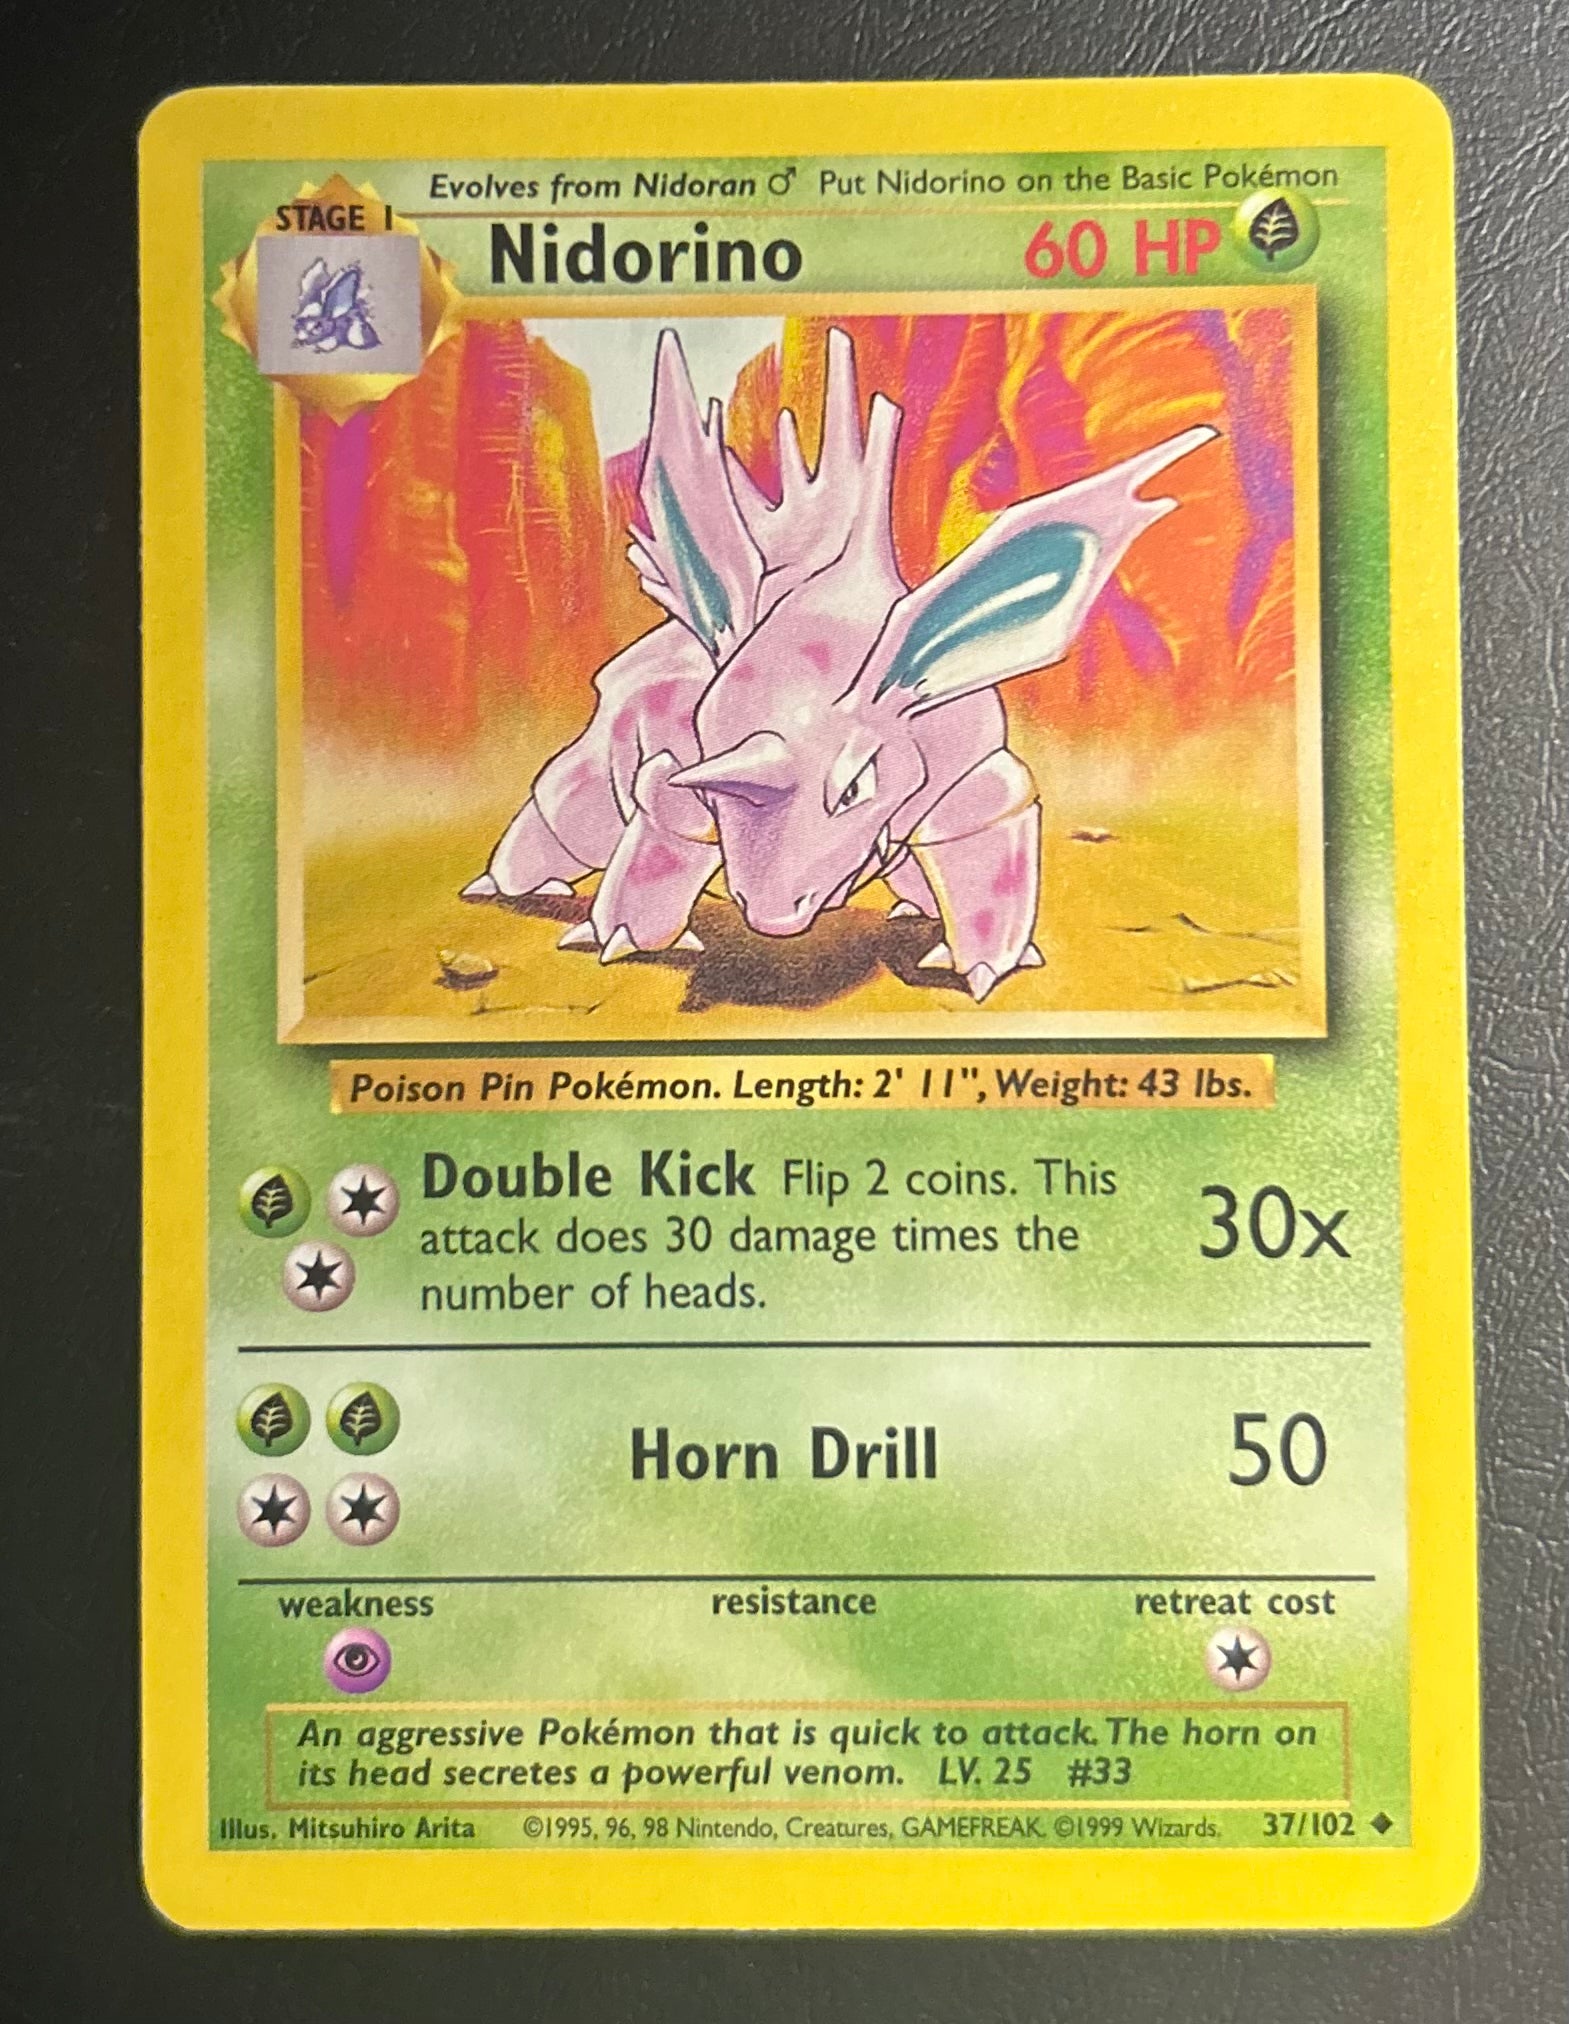 Evolves from Nidoran ♂ Put Nidorino on the Basic Pokémon
STAGE 1
Nidorino 60 HP
Poison Pin Pokémon. Length: 2' 11", Weight: 43 lbs.
Double Kick Flip 2 coins. This
attack does 30 damage times the
number of heads.
30x
Horn Drill 50
weakness resistance retreat cost
An aggressive Pokémon that is quick to attack. The horn on
its head secretes a powerful venom. LV. 25 #33
Illus. Mitsuhiro Arita ©1995, 96, 98 Nintendo, Creatures, GAMEFREAK. ©1999 Wizards. 37/102 ◆